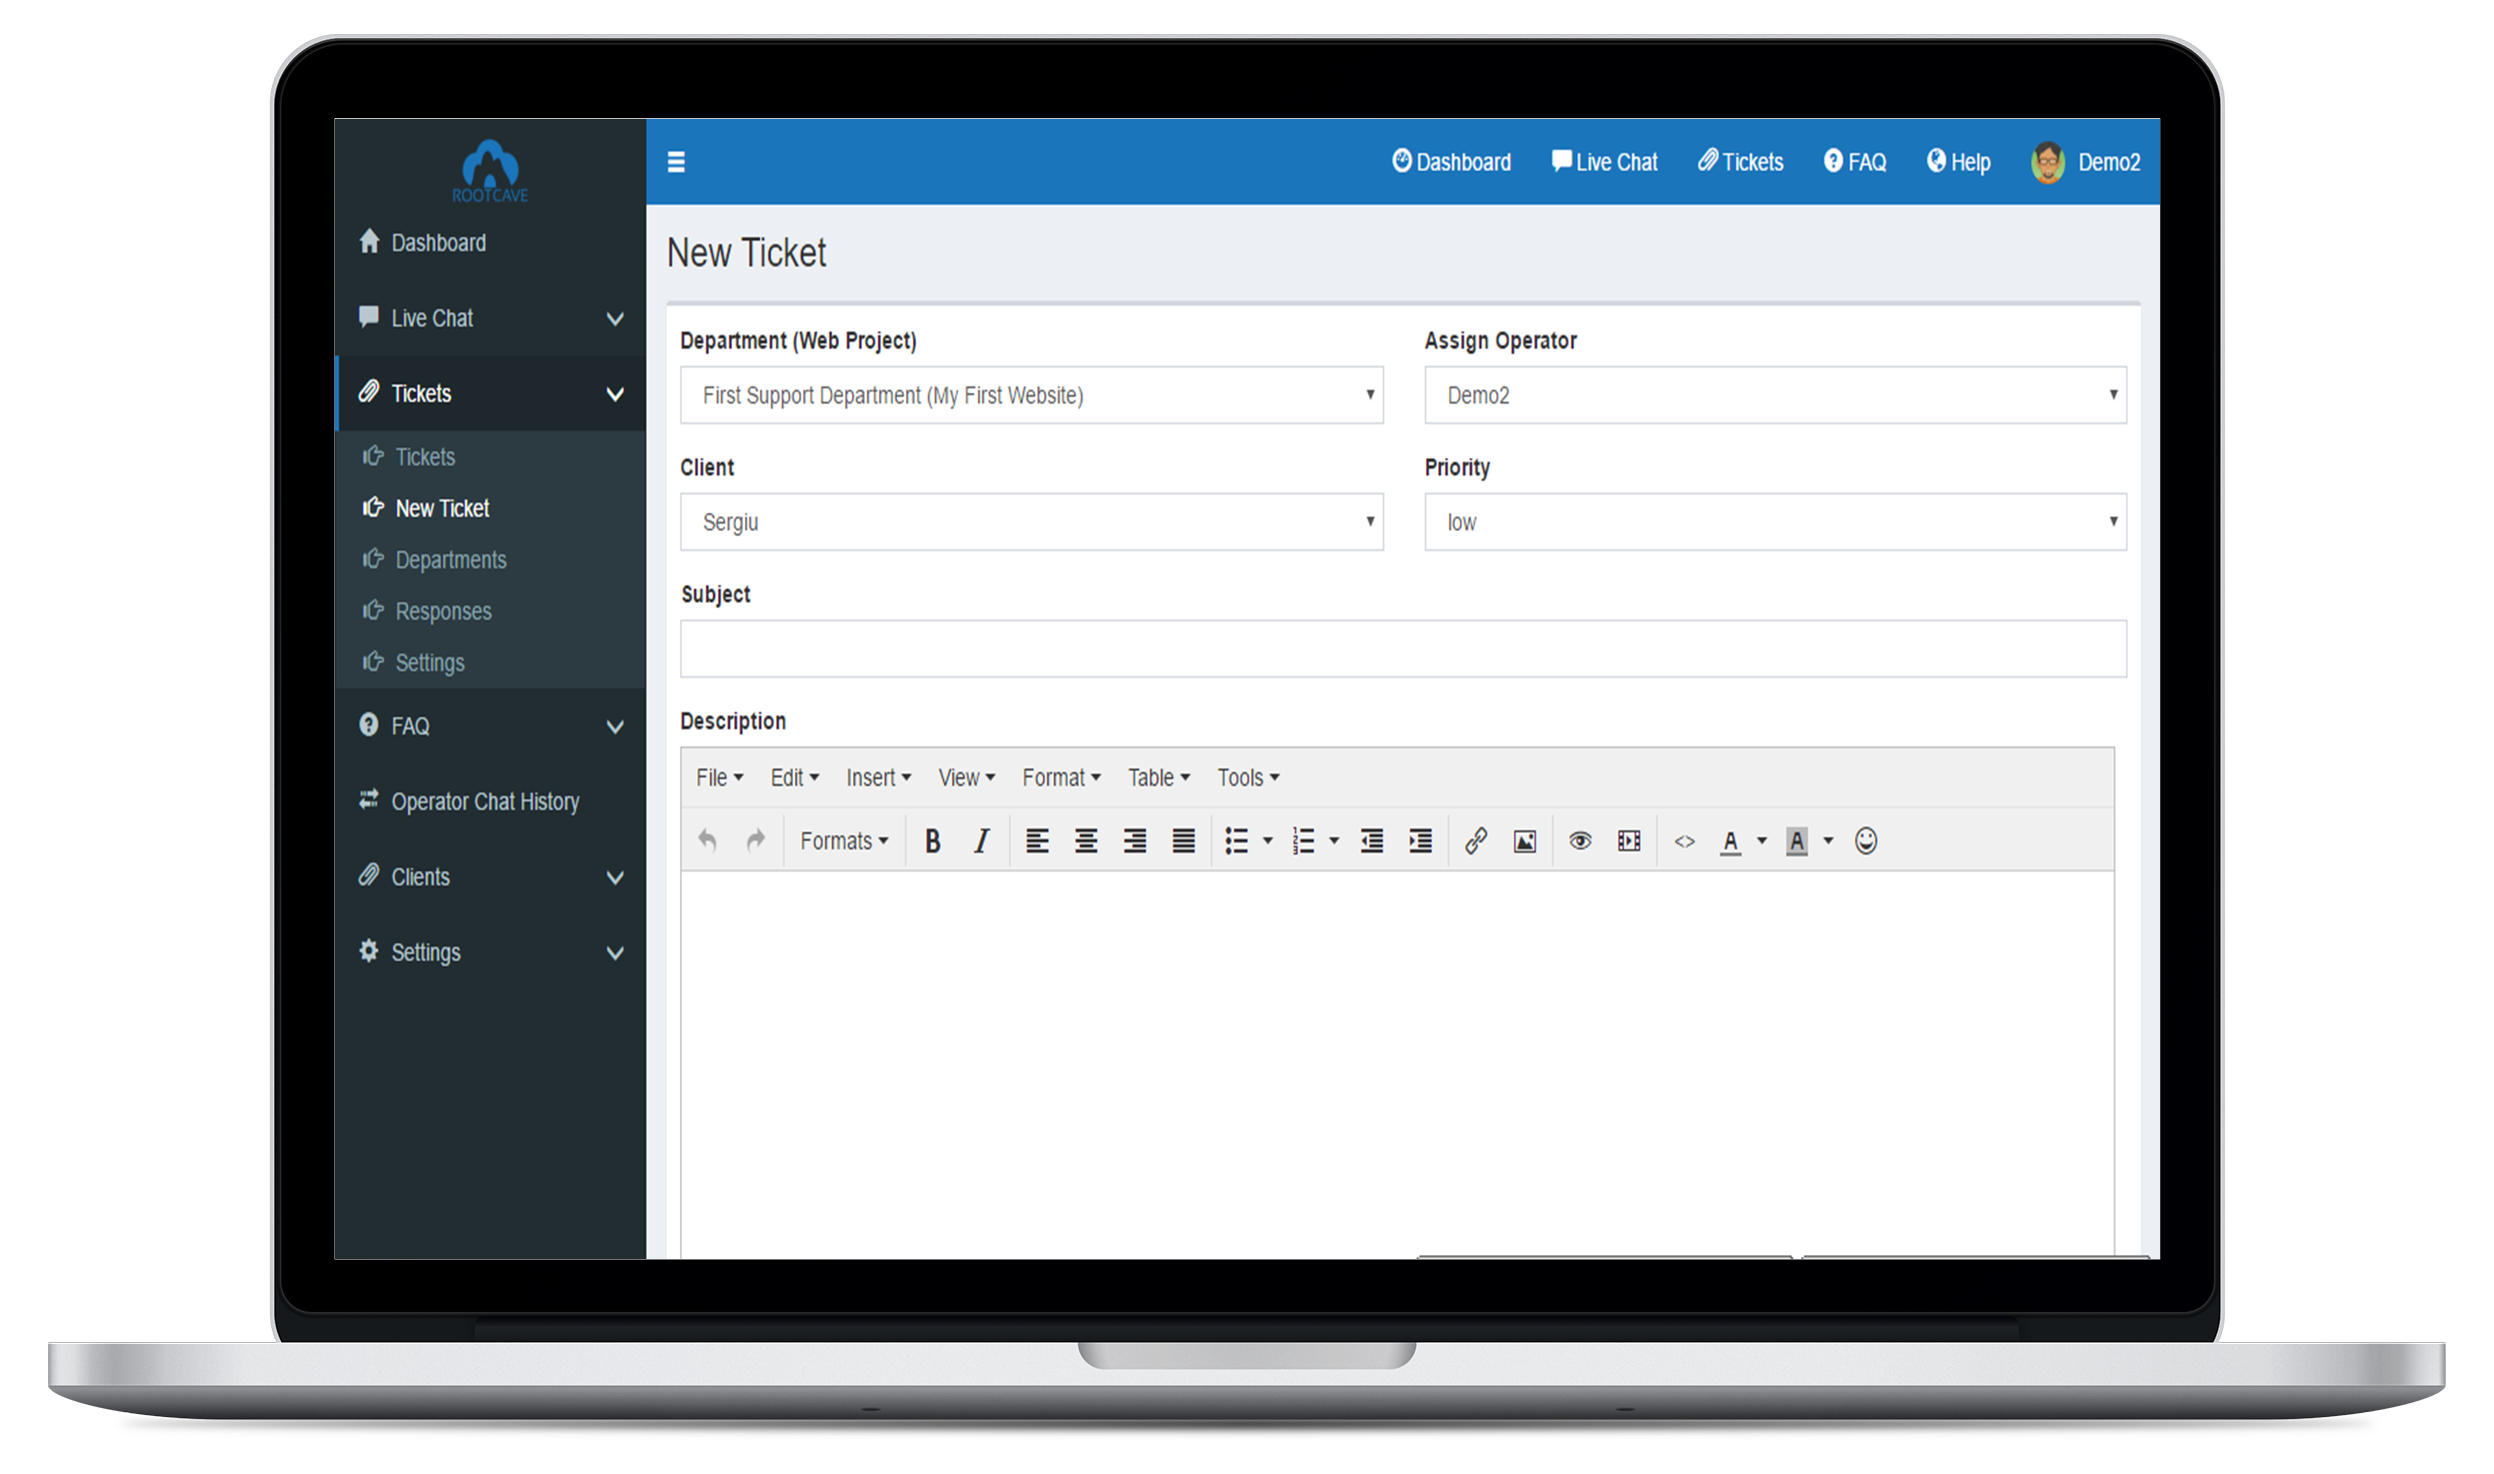 ROOTCAVE
Dashboard
Live Chat
Tickets
Tickets
New Ticket
Departments
Responses
Settings
FAQ
Operator Chat History
Clients
Settings
Dashboard Live Chat Tickets FAQ Help Demo2
New Ticket
Department (Web Project) Assign Operator
First Support Department (My First Website) Demo2
Client Priority
Sergiu low
Subject
Description
File Edit Insert View Format Table Tools
Formats B I A A